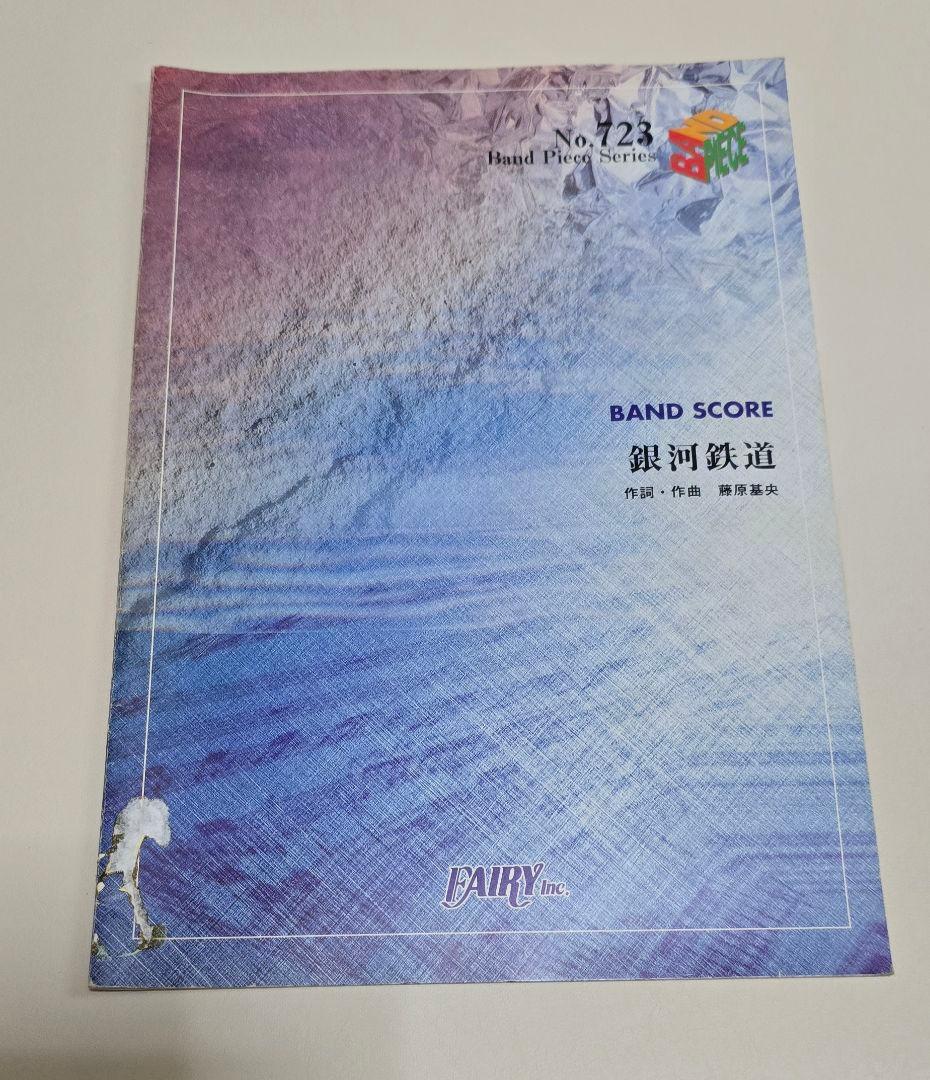 No.723
Band Piece Series
BAND PIECE
BAND SCORE
銀河鉄道
作詞・作曲 藤原基央
FAIRY Inc.